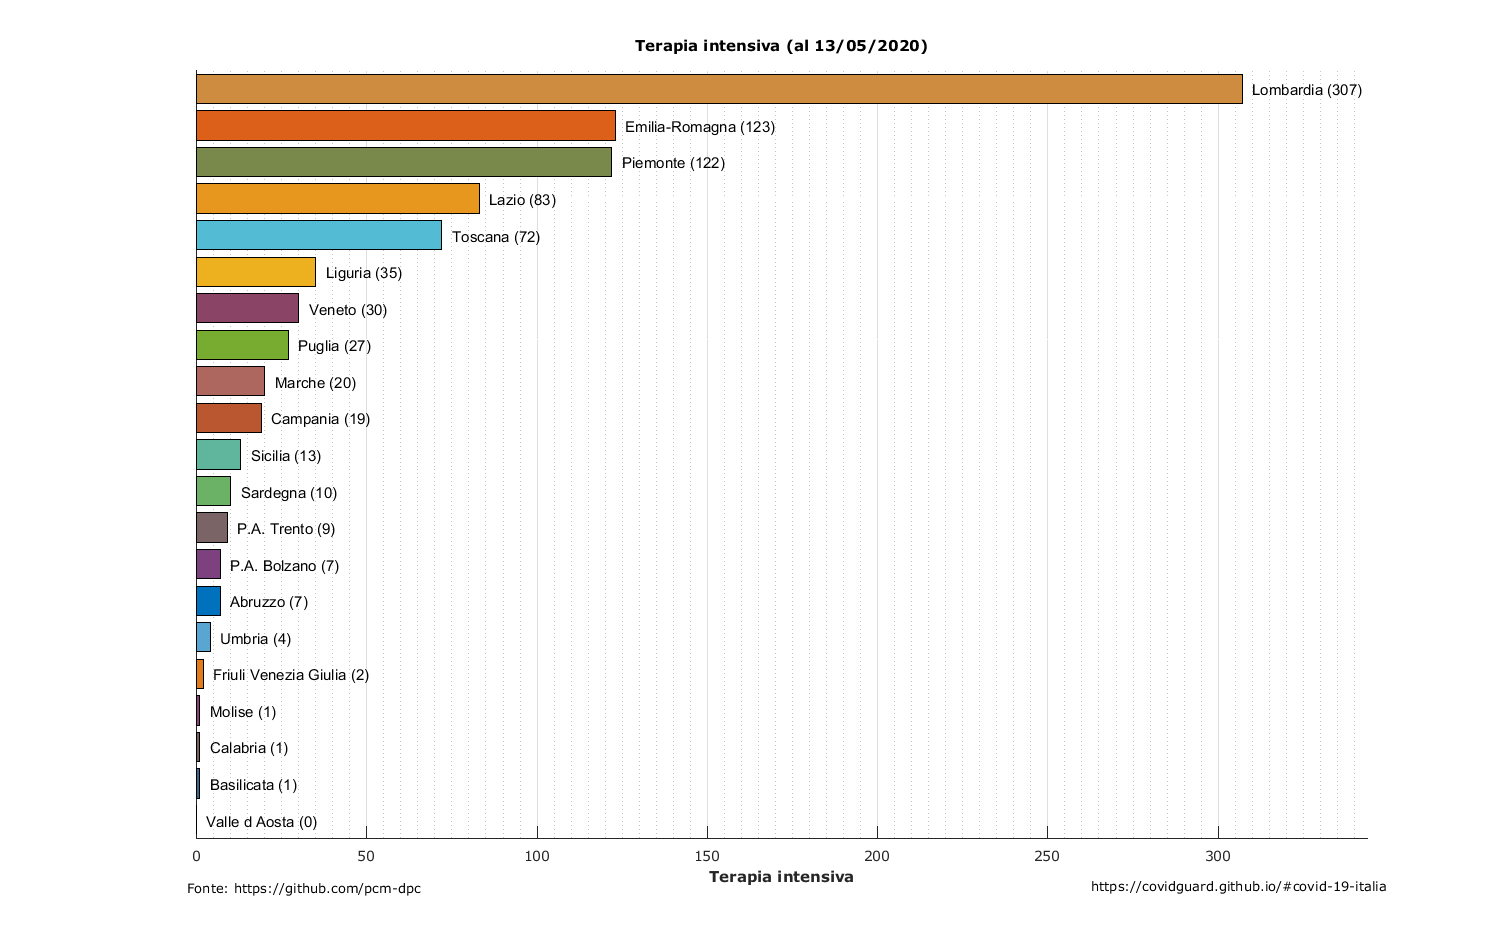 Terapia intensiva (al 13/05/2020)
Lombardia (307)
Emilia-Romagna (123)
Piemonte (122)
Lazio (83)
Toscana (72)
Liguria (35)
Veneto (30)
Puglia (27)
Marche (20)
Campania (19)
Sicilia (13)
Sardegna (10)
P.A. Trento (9)
P.A. Bolzano (7)
Abruzzo (7)
Umbria (4)
Friuli Venezia Giulia (2)
Molise (1)
Calabria (1)
Basilicata (1)
Valle d Aosta (0)
0 50 100 150 200 250 300
Terapia intensiva
Fonte: https://github.com/pcm-dpc
https://covidguard.github.io/#covid-19-italia